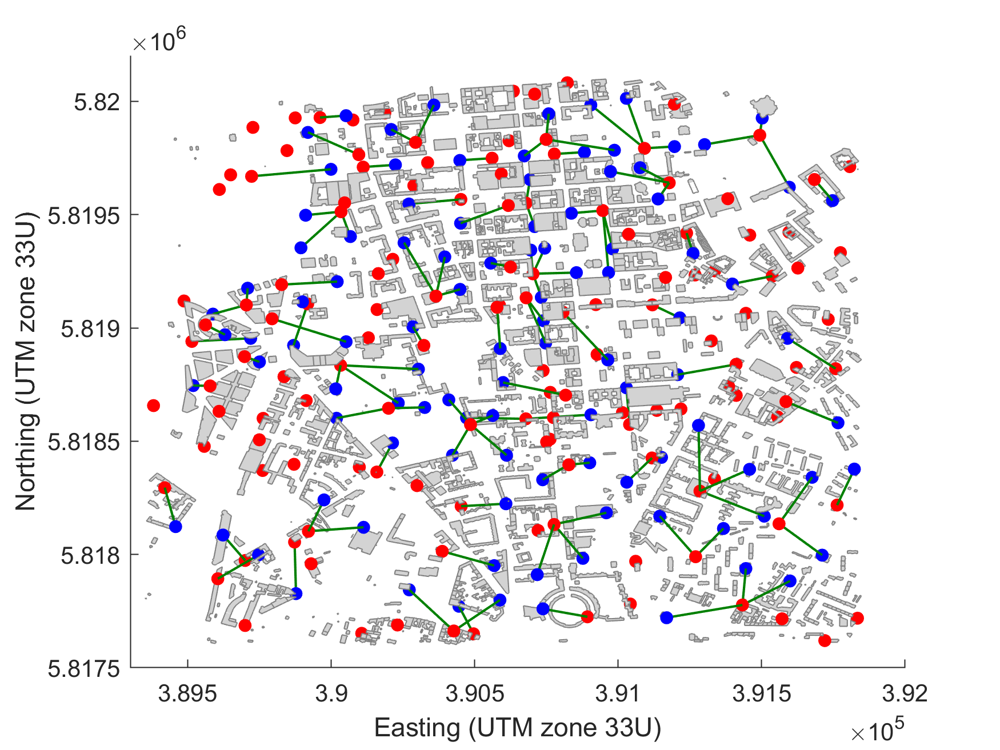 ×10^6
5.82
5.8195
5.819
5.8185
5.818
5.8175
Northing (UTM zone 33U)
3.895 3.9 3.905 3.91 3.915 3.92
Easting (UTM zone 33U)
×10^5